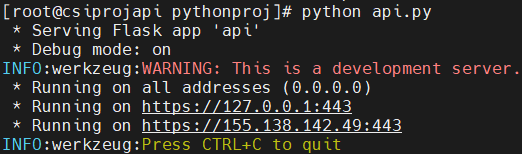 [root@csiprojapi pythonproj]# python api.py
 * Serving Flask app 'api'
 * Debug mode: on
INFO:werkzeug:WARNING: This is a development server.
 * Running on all addresses (0.0.0.0)
 * Running on https://127.0.0.1:443
 * Running on https://155.138.142.49:443
INFO:werkzeug:Press CTRL+C to quit